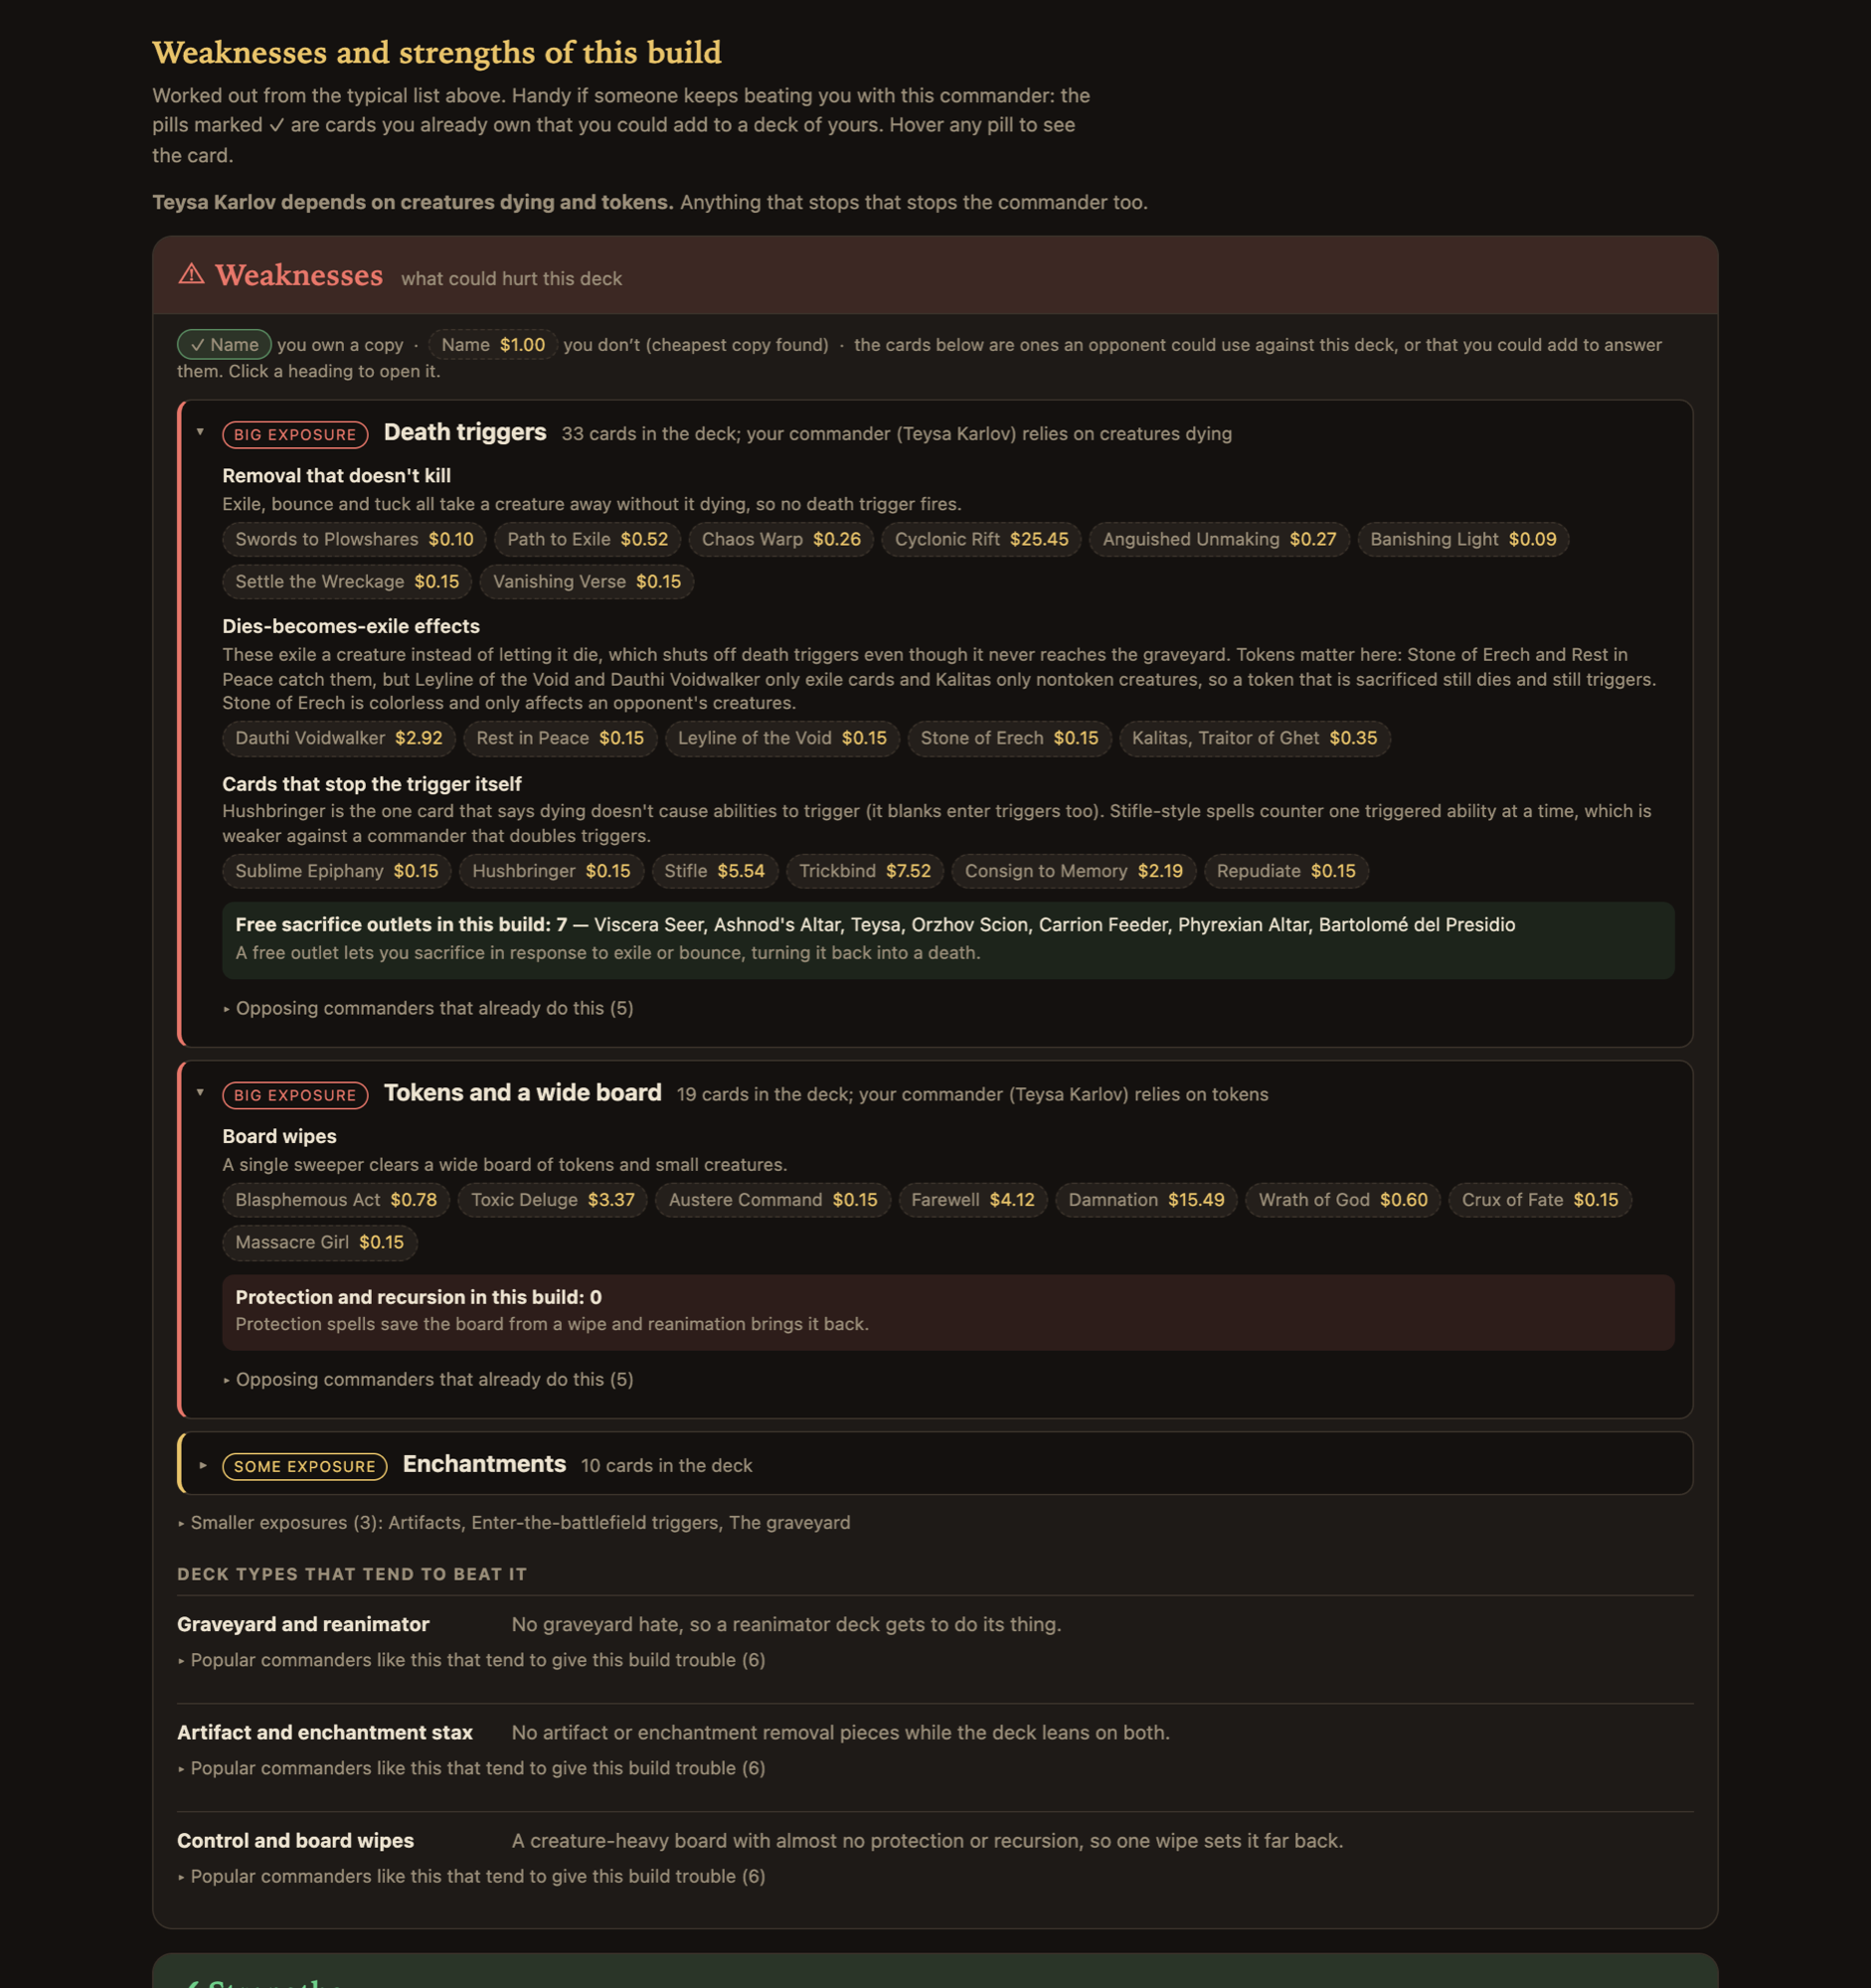 Weaknesses and strengths of this build
Worked out from the typical list above. Handy if someone keeps beating you with this commander: the
pills marked ✓ are cards you already own that you could add to a deck of yours. Hover any pill to see
the card.
Teysa Karlov depends on creatures dying and tokens. Anything that stops that stops the commander too.
⚠ Weaknesses what could hurt this deck
✓ Name you own a copy · Name $1.00 you don’t (cheapest copy found) · the cards below are ones an opponent could use against this deck, or that you could add to answer
them. Click a heading to open it.
▾ BIG EXPOSURE Death triggers 33 cards in the deck; your commander (Teysa Karlov) relies on creatures dying
Removal that doesn't kill
Exile, bounce and tuck all take a creature away without it dying, so no death trigger fires.
Swords to Plowshares $0.10 Path to Exile $0.52 Chaos Warp $0.26 Cyclonic Rift $25.45 Anguished Unmaking $0.27 Banishing Light $0.09
Settle the Wreckage $0.15 Vanishing Verse $0.15
Dies-becomes-exile effects
These exile a creature instead of letting it die, which shuts off death triggers even though it never reaches the graveyard. Tokens matter here: Stone of Erech and Rest in
Peace catch them, but Leyline of the Void and Dauthi Voidwalker only exile cards and Kalitas only nontoken creatures, so a token that is sacrificed still dies and still triggers.
Stone of Erech is colorless and only affects an opponent's creatures.
Dauthi Voidwalker $2.92 Rest in Peace $0.15 Leyline of the Void $0.15 Stone of Erech $0.15 Kalitas, Traitor of Ghet $0.35
Cards that stop the trigger itself
Hushbringer is the one card that says dying doesn't cause abilities to trigger (it blanks enter triggers too). Stifle-style spells counter one triggered ability at a time, which is
weaker against a commander that doubles triggers.
Sublime Epiphany $0.15 Hushbringer $0.15 Stifle $5.54 Trickbind $7.52 Consign to Memory $2.19 Repudiate $0.15
Free sacrifice outlets in this build: 7 — Viscera Seer, Ashnod's Altar, Teysa, Orzhov Scion, Carrion Feeder, Phyrexian Altar, Bartolomé del Presidio
A free outlet lets you sacrifice in response to exile or bounce, turning it back into a death.
▸ Opposing commanders that already do this (5)
▾ BIG EXPOSURE Tokens and a wide board 19 cards in the deck; your commander (Teysa Karlov) relies on tokens
Board wipes
A single sweeper clears a wide board of tokens and small creatures.
Blasphemous Act $0.78 Toxic Deluge $3.37 Austere Command $0.15 Farewell $4.12 Damnation $15.49 Wrath of God $0.60 Crux of Fate $0.15
Massacre Girl $0.15
Protection and recursion in this build: 0
Protection spells save the board from a wipe and reanimation brings it back.
▸ Opposing commanders that already do this (5)
▸ SOME EXPOSURE Enchantments 10 cards in the deck
▸ Smaller exposures (3): Artifacts, Enter-the-battlefield triggers, The graveyard
DECK TYPES THAT TEND TO BEAT IT
Graveyard and reanimator No graveyard hate, so a reanimator deck gets to do its thing.
▸ Popular commanders like this that tend to give this build trouble (6)
Artifact and enchantment stax No artifact or enchantment removal pieces while the deck leans on both.
▸ Popular commanders like this that tend to give this build trouble (6)
Control and board wipes A creature-heavy board with almost no protection or recursion, so one wipe sets it far back.
▸ Popular commanders like this that tend to give this build trouble (6)